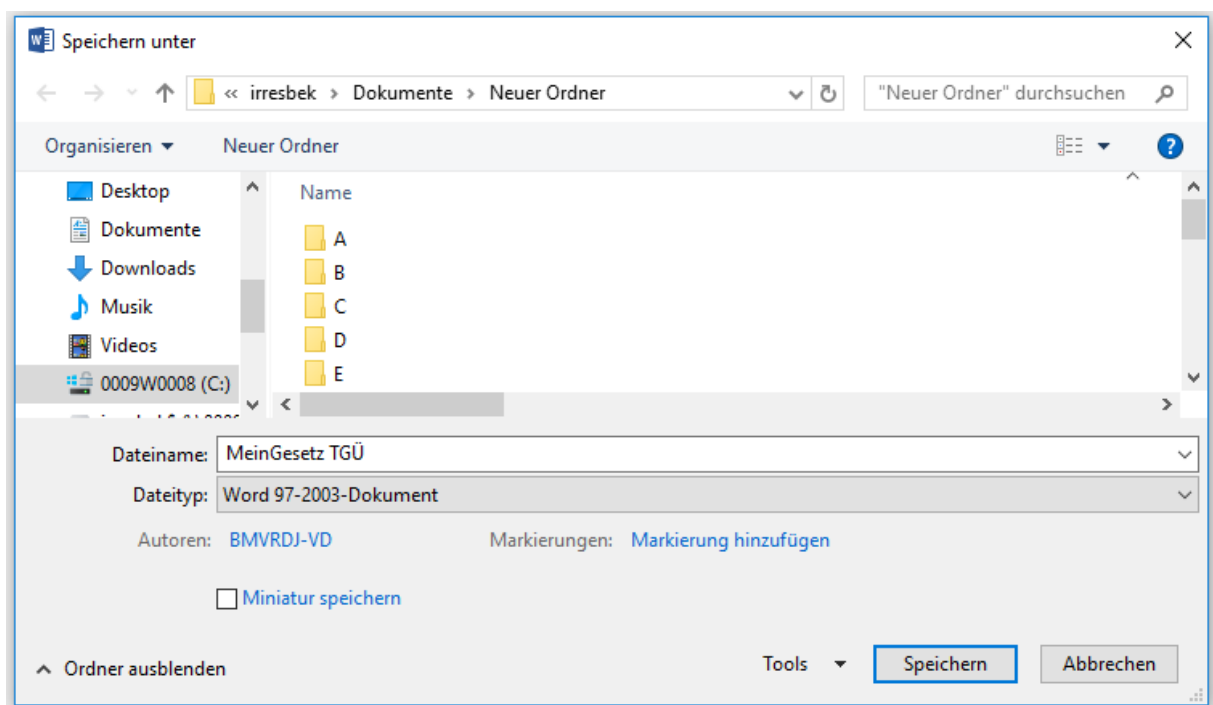 Speichern unter
« irresbek > Dokumente > Neuer Ordner
"Neuer Ordner" durchsuchen
Organisieren Neuer Ordner
Desktop
Dokumente
Downloads
Musik
Videos
0009W0008 (C:)
Name
A
B
C
D
E
Dateiname: MeinGesetz TGÜ
Dateityp: Word 97-2003-Dokument
Autoren: BMVRDJ-VD Markierungen: Markierung hinzufügen
Miniatur speichern
Ordner ausblenden Tools Speichern Abbrechen